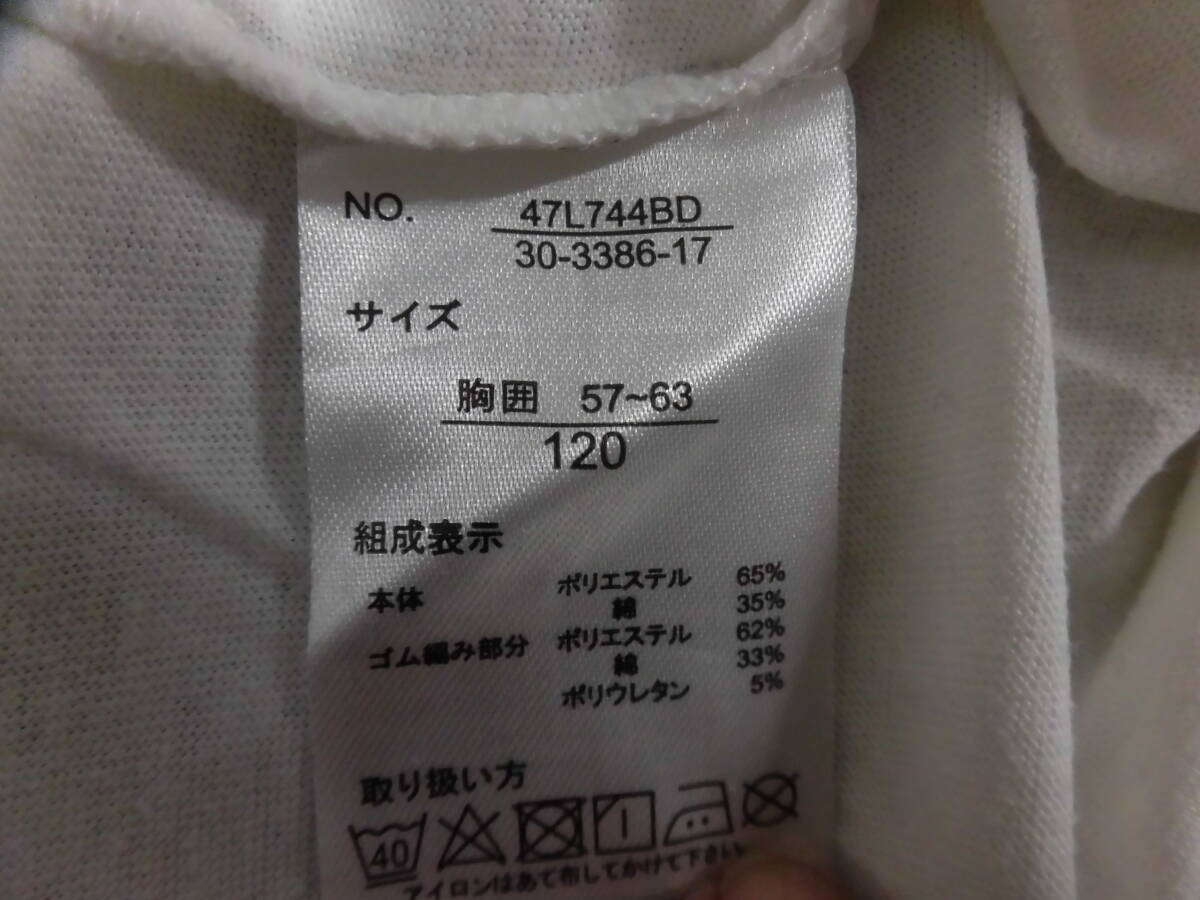 NO. 47L744BD
30-3386-17
サイズ
胸囲 57~63
120
組成表示
本体 ポリエステル 65%
綿 35%
ゴム編み部分 ポリエステル 62%
綿 33%
ポリウレタン 5%
取り扱い方
40
アイロンはあて布してかけて下さい